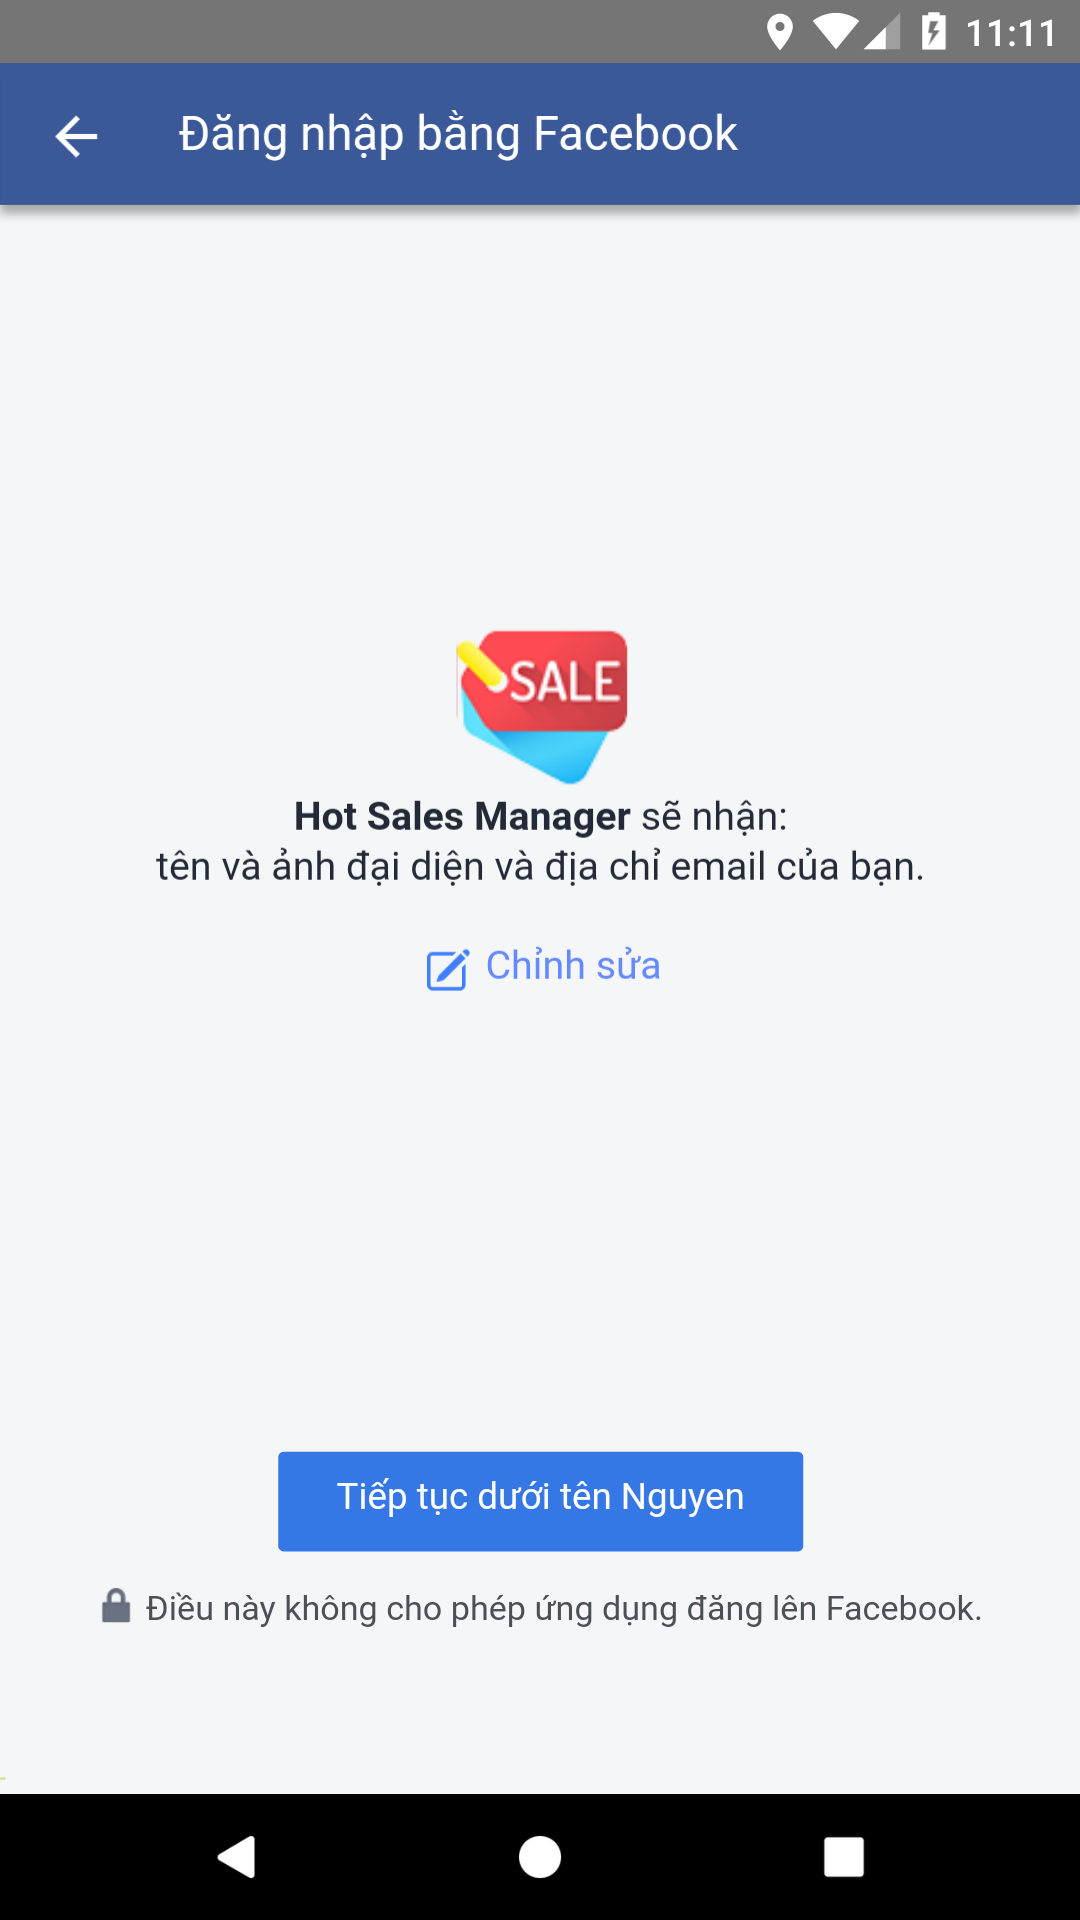 11:11
Đăng nhập bằng Facebook
SALE
Hot Sales Manager sẽ nhận:
tên và ảnh đại diện và địa chỉ email của bạn.
Chỉnh sửa
Tiếp tục dưới tên Nguyen
Điều này không cho phép ứng dụng đăng lên Facebook.